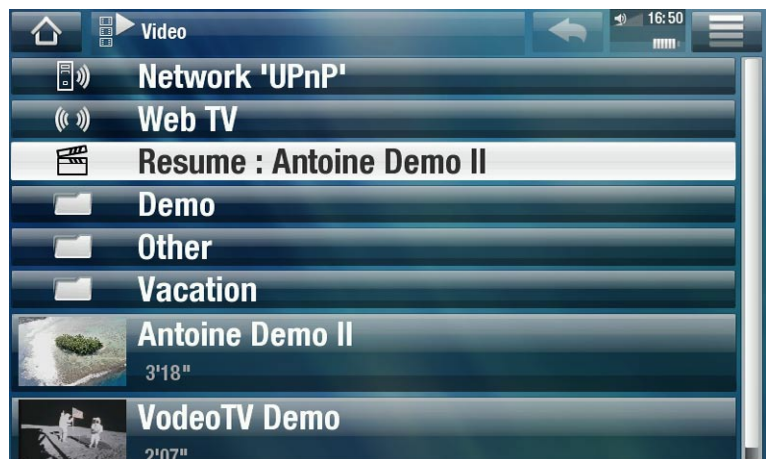 Video
16:50
Network 'UPnP'
Web TV
Resume : Antoine Demo II
Demo
Other
Vacation
Antoine Demo II
3'18"
VodeoTV Demo
2'07"